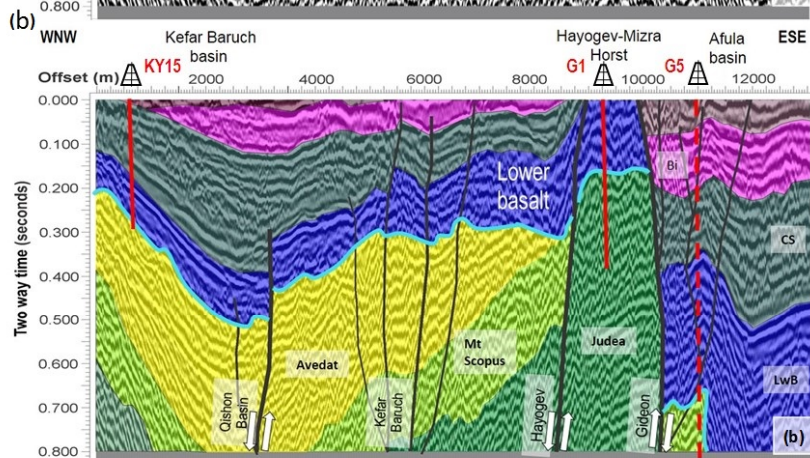 0.800
(b)
WNW
Kefar Baruch
basin
Hayogev-Mizra
Horst
Afula
basin
ESE
KY15
G1
G5
Offset (m)
2000
4000
6000
8000
10000
12000
0.000
0.100
0.200
0.300
0.400
0.500
0.600
0.700
0.800
Two way time (seconds)
Lower
basalt
Bi
CS
Avedat
Mt
Scopus
Judea
LwB
Qishon
Basin
Kefar
Baruch
Hayogev
Gideon
(b)